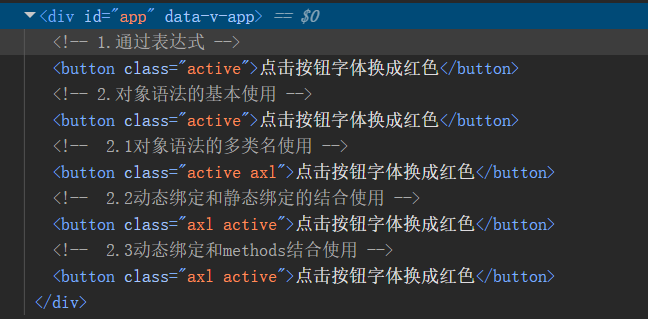 ▼<div id="app" data-v-app> == $0
<!-- 1.通过表达式 -->
<button class="active">点击按钮字体换成红色</button>
<!-- 2.对象语法的基本使用 -->
<button class="active">点击按钮字体换成红色</button>
<!-- 2.1对象语法的多类名使用 -->
<button class="active axl">点击按钮字体换成红色</button>
<!-- 2.2动态绑定和静态绑定的结合使用 -->
<button class="axl active">点击按钮字体换成红色</button>
<!-- 2.3动态绑定和methods结合使用 -->
<button class="axl active">点击按钮字体换成红色</button>
</div>